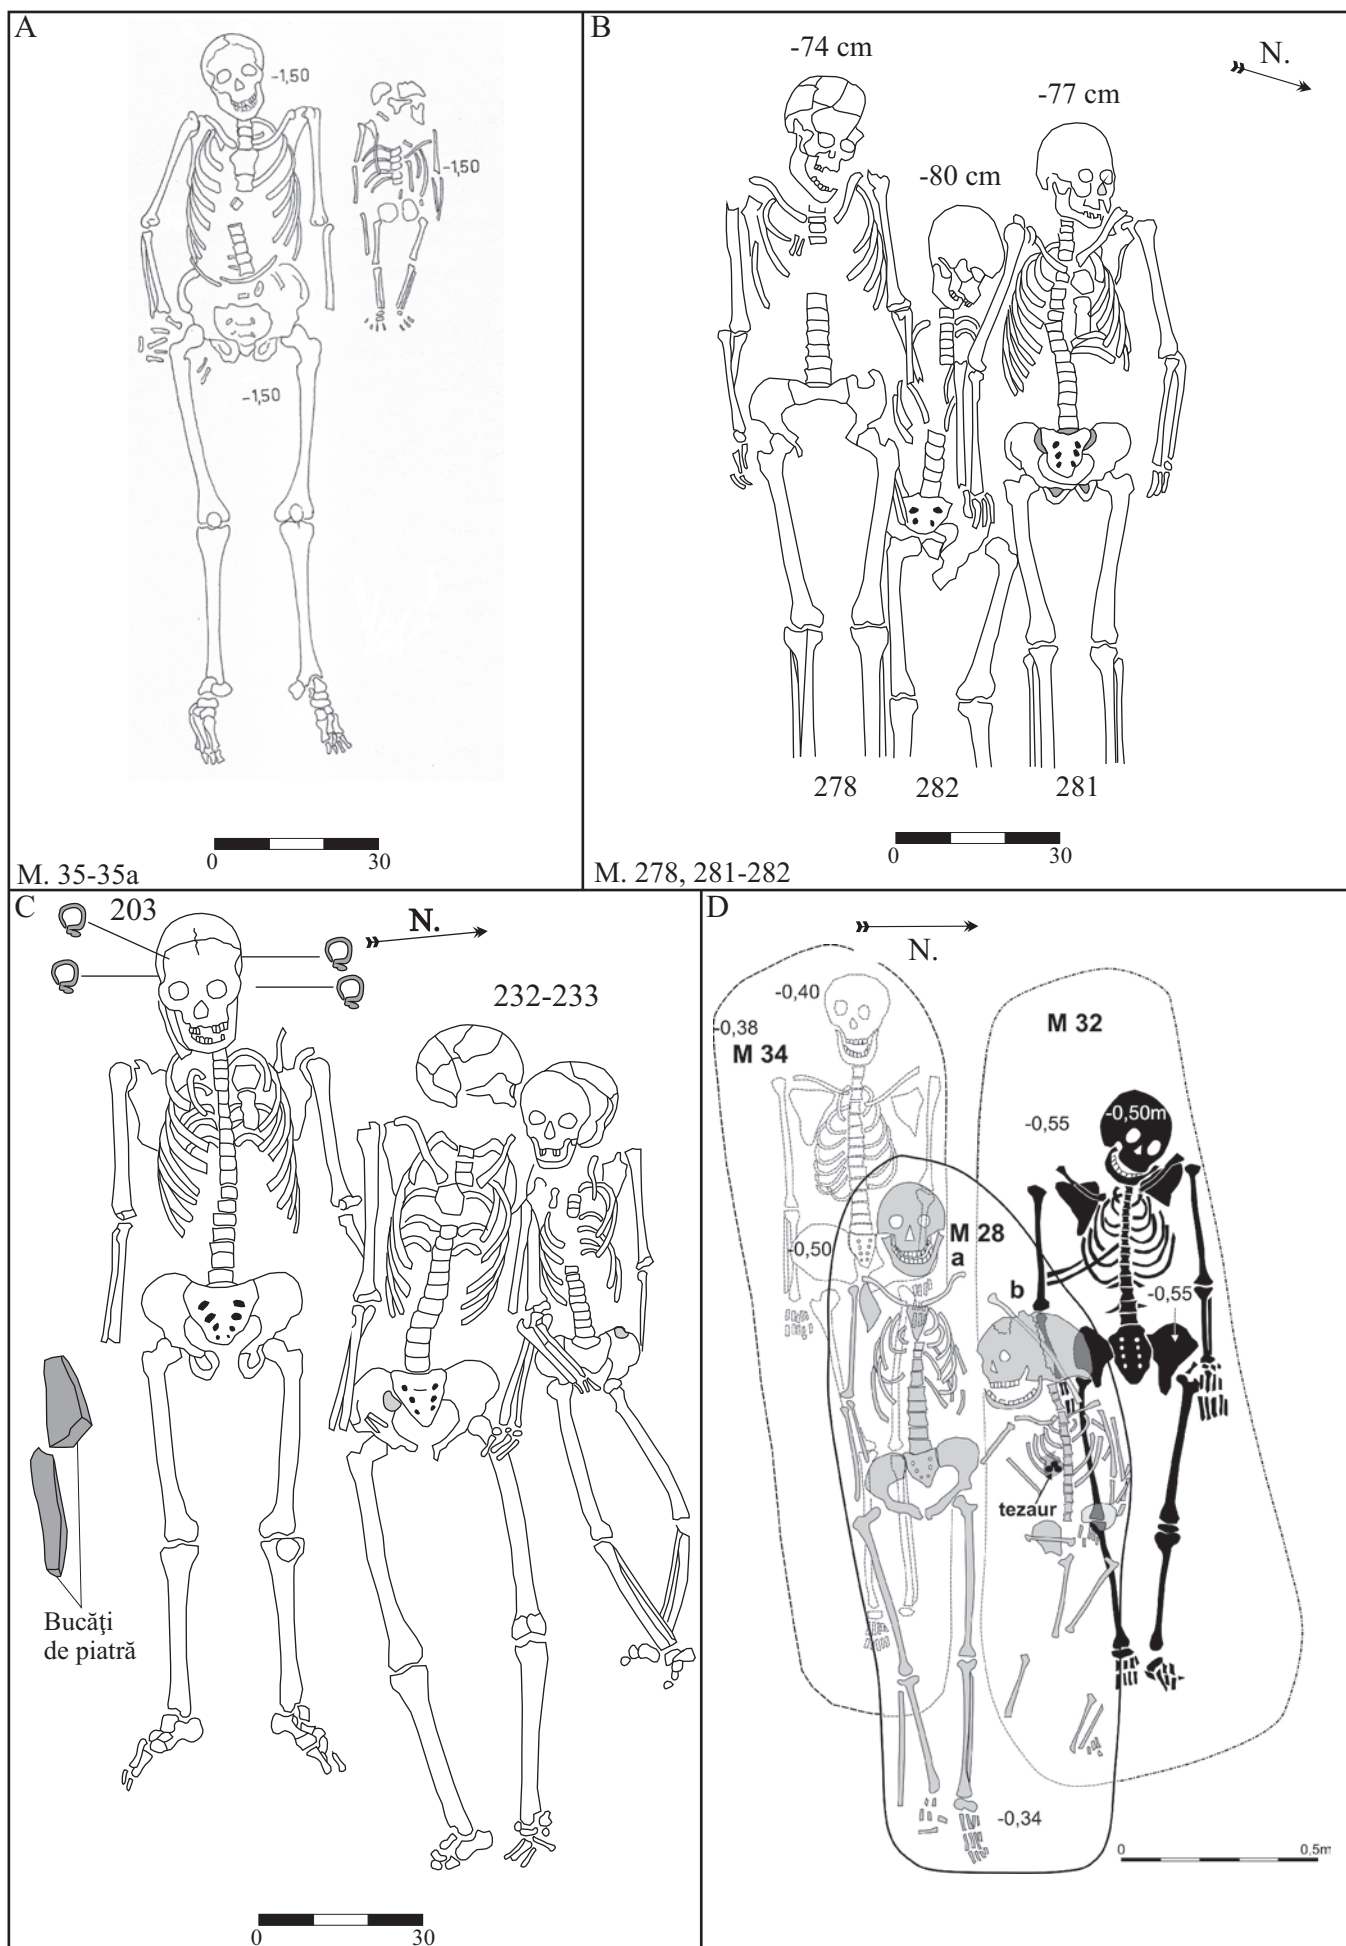 A
-1,50
-1,50
-1,50
0 30
M. 35-35a
B
-74 cm
N.
-77 cm
-80 cm
278 282 281
0 30
M. 278, 281-282
C
203
N.
232-233
Bucăţi
de piatră
0 30
D
N.
-0,40
-0,38
M 34
M 32
-0,55
-0,50m
-0,50
M 28
a
b
-0,55
tezaur
-0,34
0 0,5m